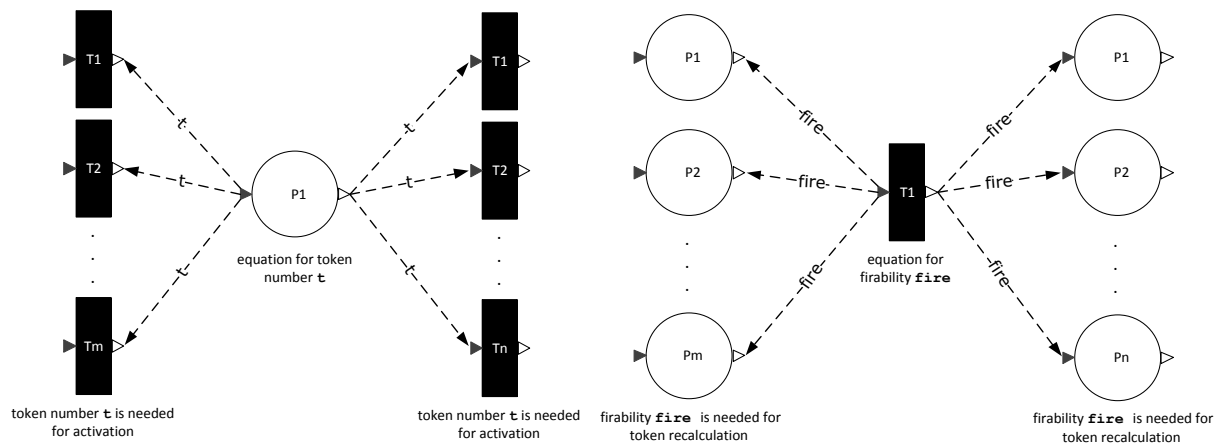 T1
T1
P1
P1
t
t
fire
fire
T2
T2
P2
P2
t
t
fire
fire
P1
T1
t
t
fire
fire
equation for token
number t
equation for
firability fire
Tm
Tn
Pm
Pn
token number t is needed
for activation
token number t is needed
for activation
firability fire is needed for
token recalculation
firability fire is needed for
token recalculation